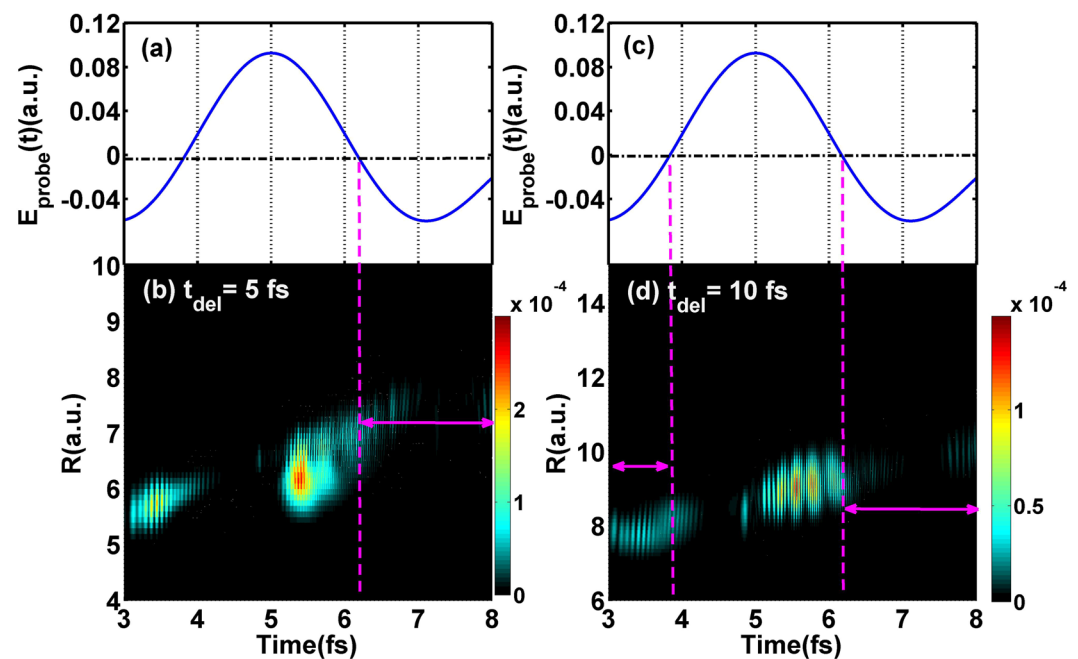 (a)
E_probe(t)(a.u.)
0.12
0.08
0.04
0
-0.04
(c)
E_probe(t)(a.u.)
0.12
0.08
0.04
0
-0.04
(b) t_del= 5 fs
R(a.u.)
10
9
8
7
6
5
4
3 4 5 6 7 8
Time(fs)
x 10^-4
2
1
0
(d) t_del = 10 fs
R(a.u.)
14
12
10
8
6
3 4 5 6 7 8
Time(fs)
x 10^-4
1
0.5
0